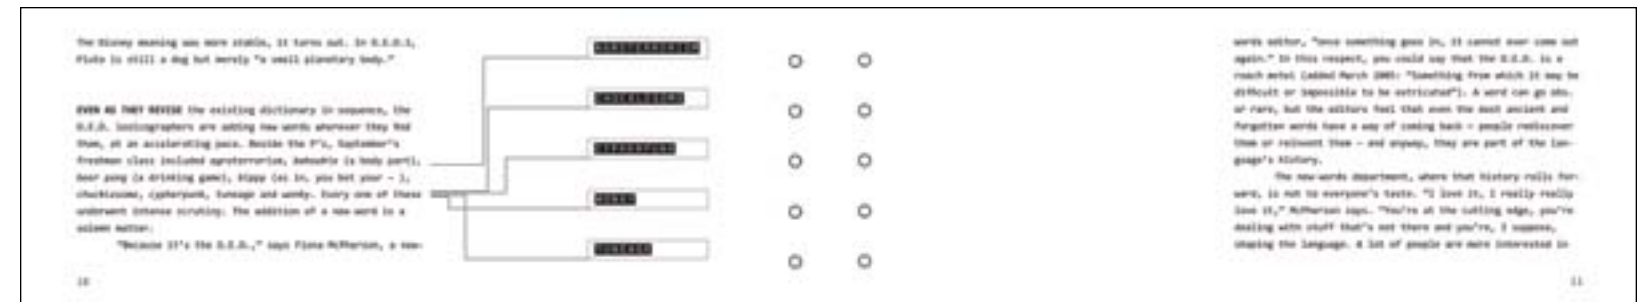 The Disney meaning was more stable, it turns out. In O.E.D.3,
Pluto is still a dog but merely "a small planetary body."
EVEN AS THEY REVISE the existing dictionary in sequence, the
O.E.D. lexicographers are adding new words wherever they find
them, at an accelerating pace. Beside the P's, September's
freshman class included agroterrorism, bahookie (a body part),
beer pong (a drinking game), bippy (as in, you bet your – ),
chucklesome, cypherpunk, tuneage and wonky. Every one of these
underwent intense scrutiny. The addition of a new word is a
solemn matter.
"Because it's the O.E.D.," says Fiona McPherson, a new-
10
AGROTERRORISM
CHUCKLESOME
CYPHERPUNK
WONKY
TUNEAGE
words editor, "once something goes in, it cannot ever come out
again." In this respect, you could say that the O.E.D. is a
roach motel (added March 2005: "Something from which it may be
difficult or impossible to be extricated"). A word can go obs.
or rare, but the editors feel that even the most ancient and
forgotten words have a way of coming back – people rediscover
them or reinvent them – and anyway, they are part of the lan-
guage's history.
The new-words department, where that history rolls for-
ward, is not to everyone's taste. "I love it, I really really
love it," McPherson says. "You're at the cutting edge, you're
dealing with stuff that's not there and you're, I suppose,
shaping the language. A lot of people are more interested in
11